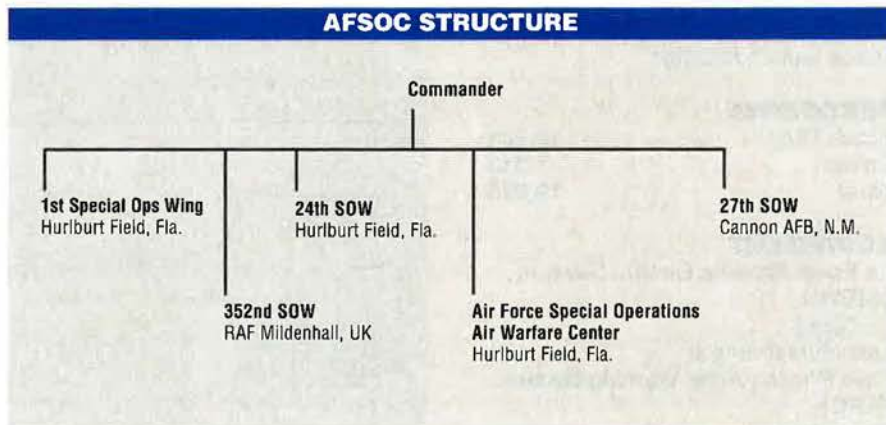 AFSOC STRUCTURE
Commander
1st Special Ops Wing
Hurlburt Field, Fla.
24th SOW
Hurlburt Field, Fla.
27th SOW
Cannon AFB, N.M.
352nd SOW
RAF Mildenhall, UK
Air Force Special Operations
Air Warfare Center
Hurlburt Field, Fla.